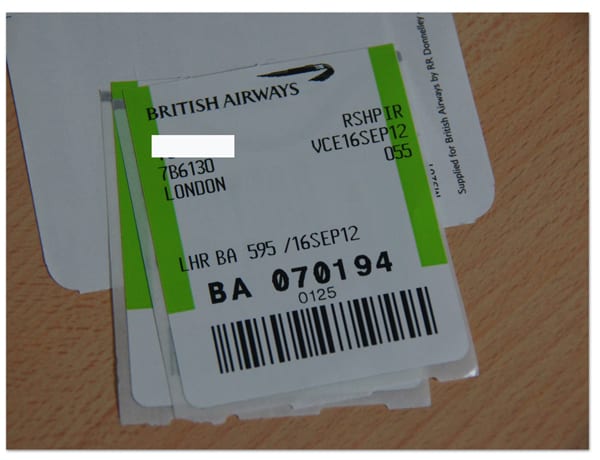 BRITISH AIRWAYS
RSHPIR
VCE16SEP12
055
7B6130
LONDON
LHR BA 595 /16SEP12
BA 070194
0125
Supplied for British Airways by RR Donnelley